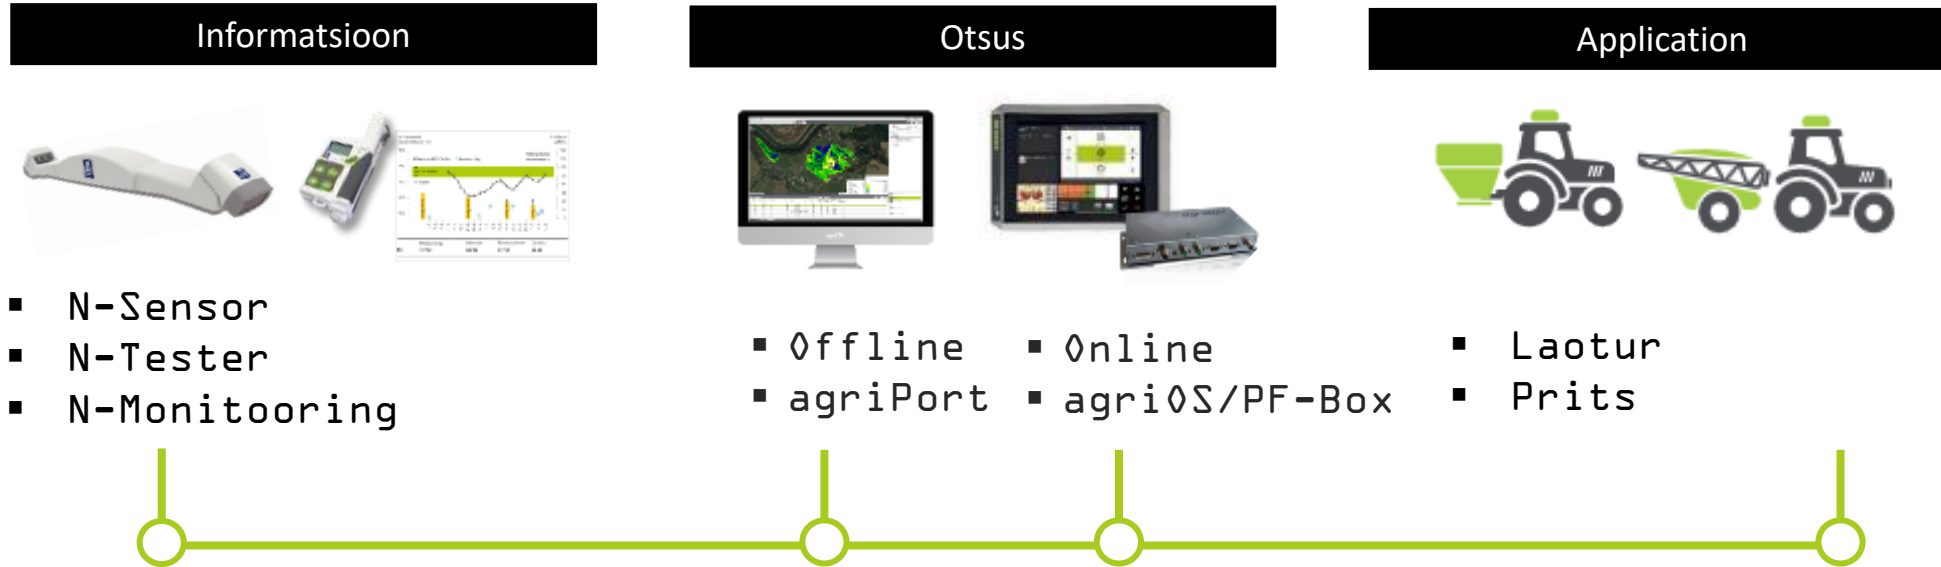 Informatsioon
Otsus
Application
▪ N-Sensor
▪ N-Tester
▪ N-Monitooring
▪ Offline
▪ agriPort
▪ Online
▪ agriOS/PF-Box
▪ Laotur
▪ Prits